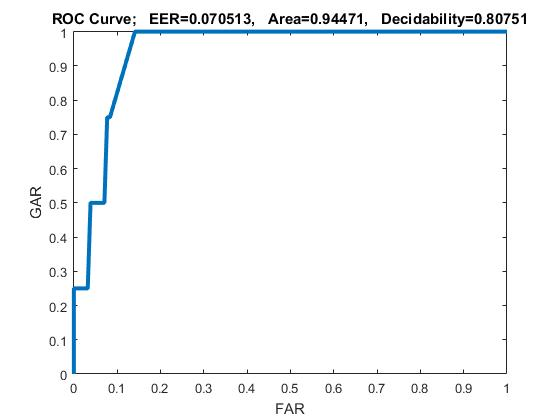 ROC Curve;   EER=0.070513,   Area=0.94471,   Decidability=0.80751
1
0.9
0.8
0.7
0.6
0.5
0.4
0.3
0.2
0.1
0
GAR
0 0.1 0.2 0.3 0.4 0.5 0.6 0.7 0.8 0.9 1
FAR